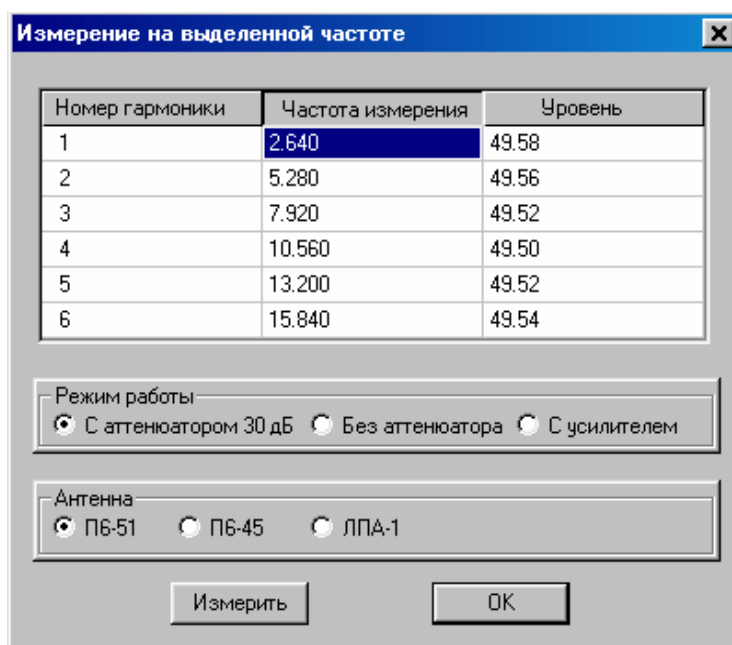 Измерение на выделенной частоте
Номер гармоники Частота измерения Уровень
1 2.640 49.58
2 5.280 49.56
3 7.920 49.52
4 10.560 49.50
5 13.200 49.52
6 15.840 49.54
Режим работы
С аттенюатором 30 дБ Без аттенюатора С усилителем
Антенна
П6-51 П6-45 ЛПА-1
Измерить OK